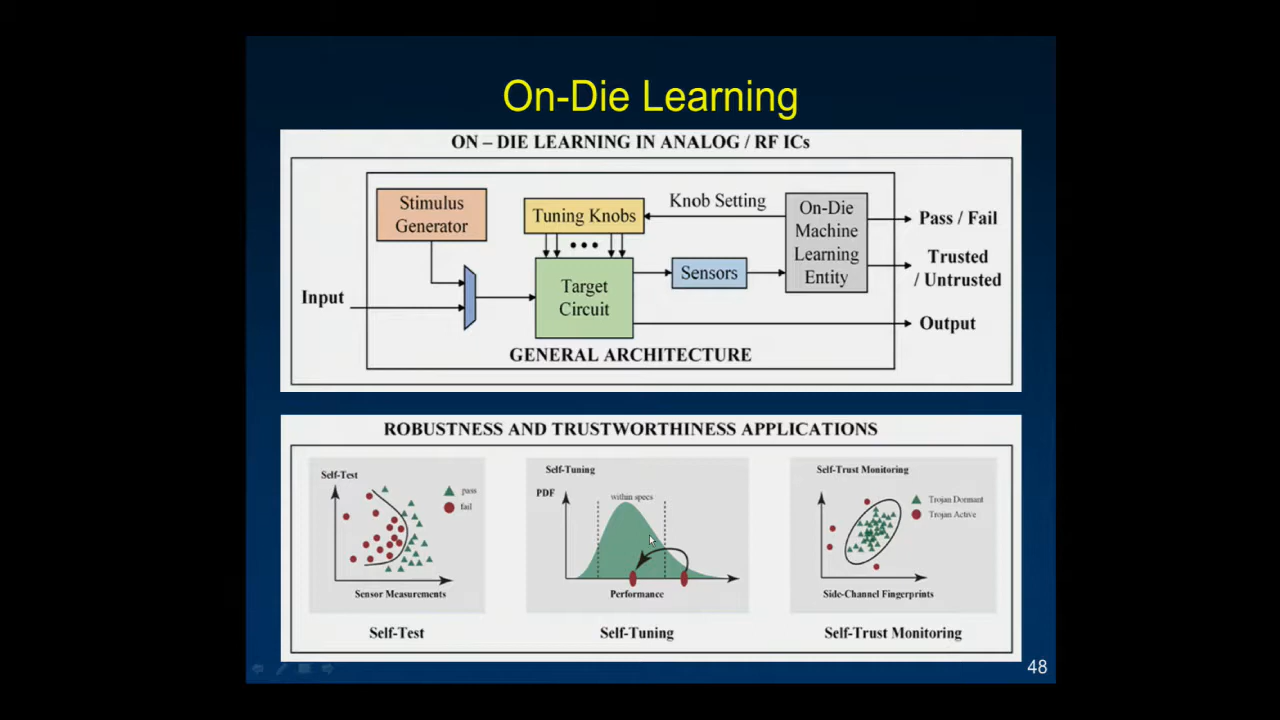 On-Die Learning
ON – DIE LEARNING IN ANALOG / RF ICs
Stimulus
Generator
Tuning Knobs
Knob Setting
On-Die
Machine
Learning
Entity
Pass / Fail
Trusted
/ Untrusted
Input
Target
Circuit
Sensors
Output
GENERAL ARCHITECTURE
ROBUSTNESS AND TRUSTWORTHINESS APPLICATIONS
Self-Test
pass
fail
Sensor Measurements
Self-Test
Self-Tuning
PDF
within specs
Performance
Self-Tuning
Self-Trust Monitoring
Trojan Dormant
Trojan Active
Side-Channel Fingerprints
Self-Trust Monitoring
48